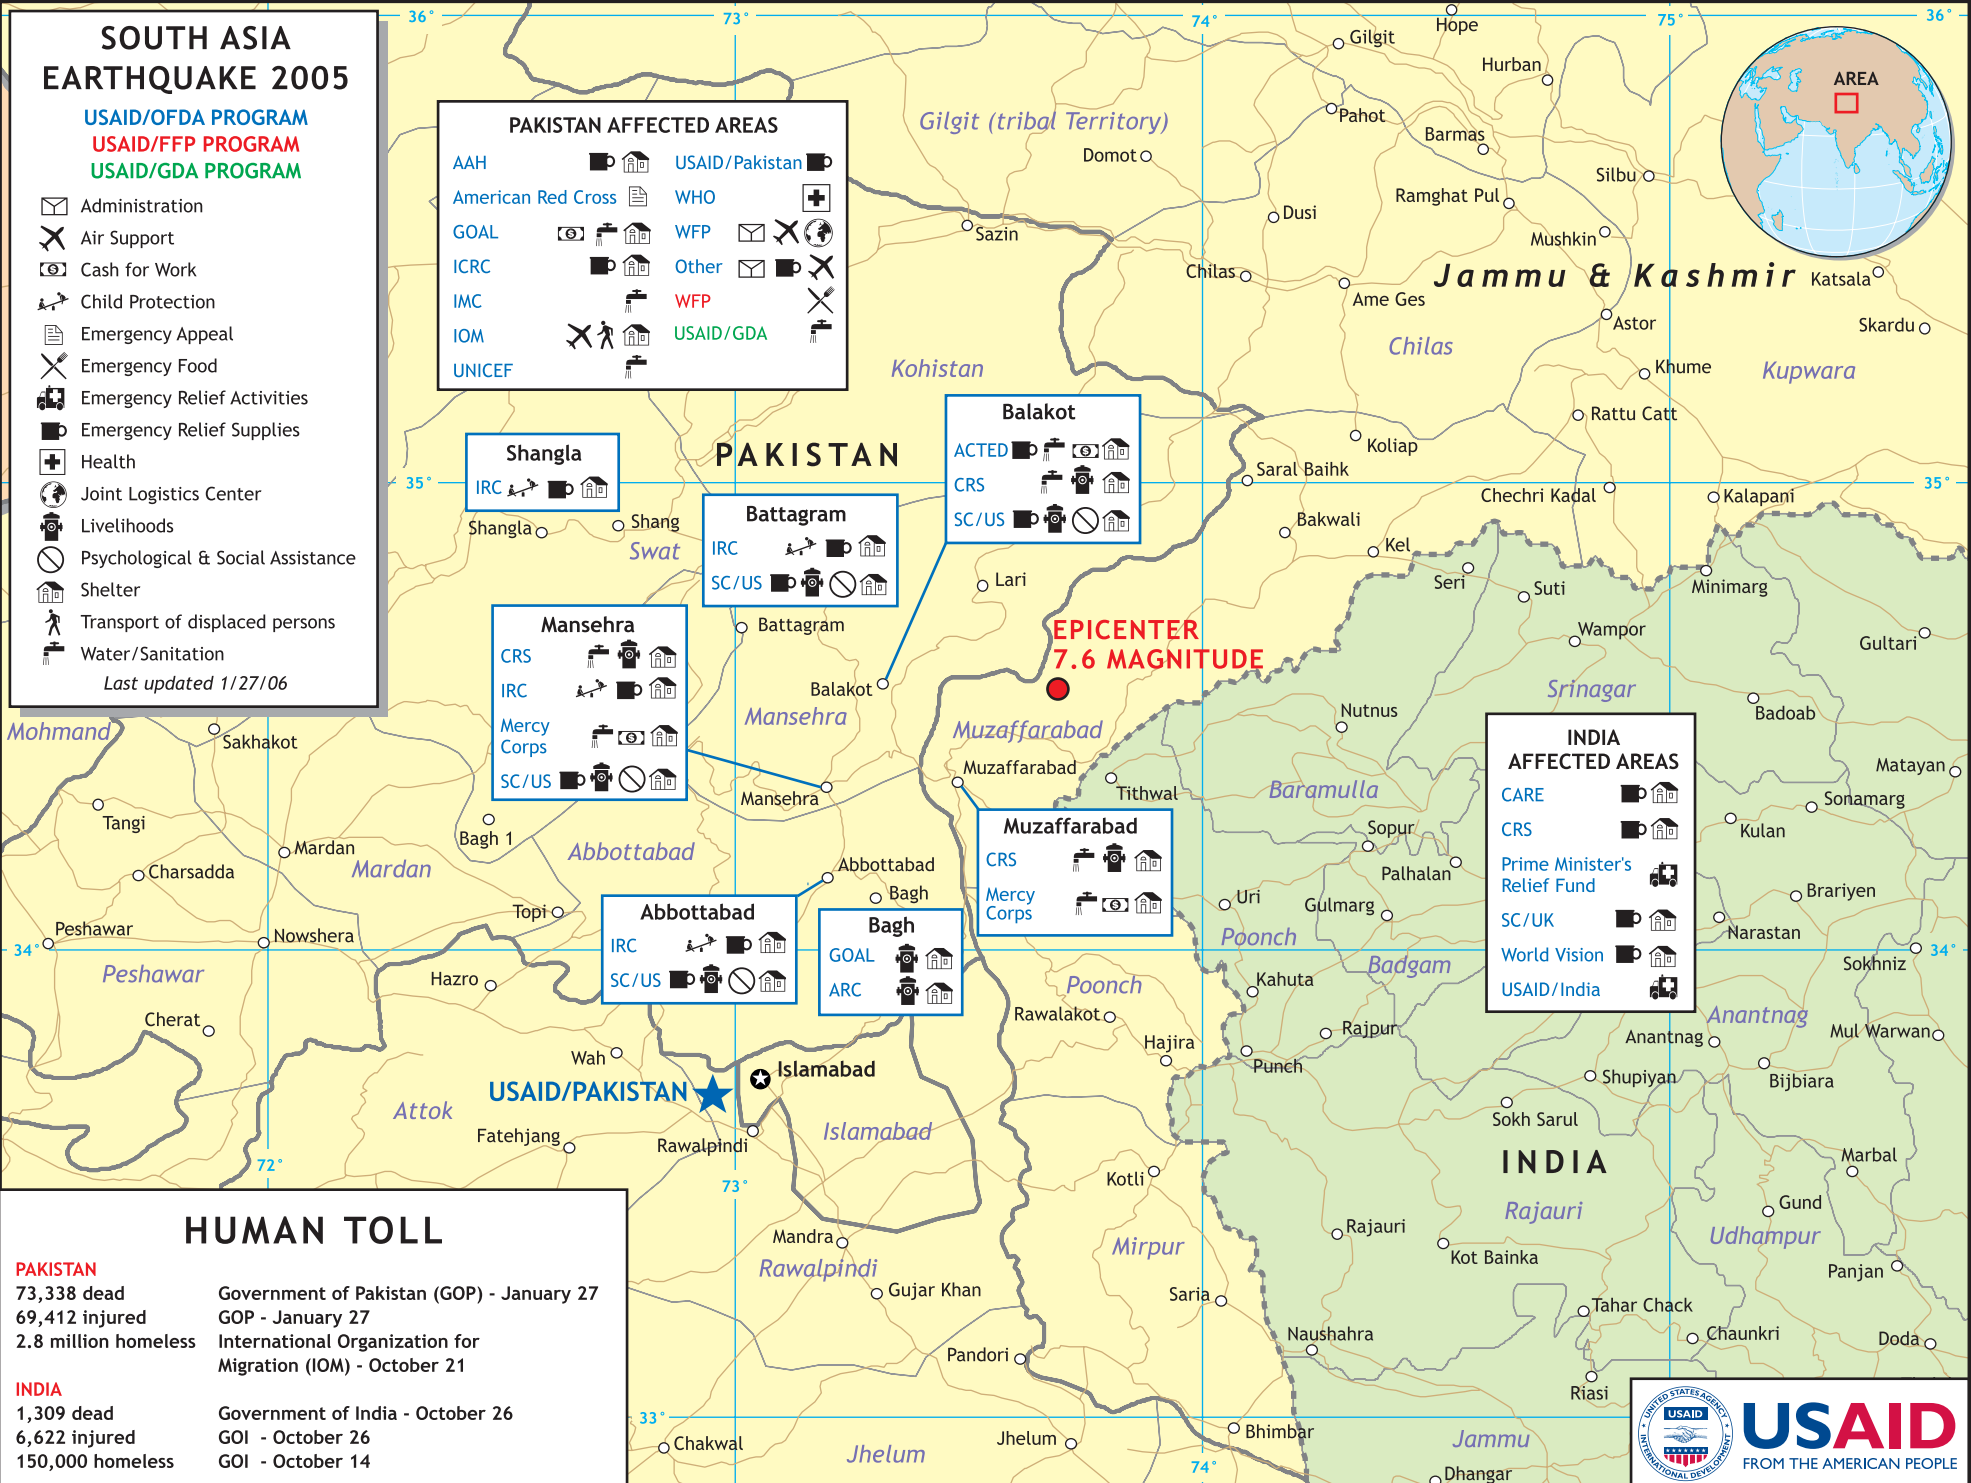 SOUTH ASIA
EARTHQUAKE 2005
USAID/OFDA PROGRAM
USAID/FFP PROGRAM
USAID/GDA PROGRAM
Administration
Air Support
Cash for Work
Child Protection
Emergency Appeal
Emergency Food
Emergency Relief Activities
Emergency Relief Supplies
Health
Joint Logistics Center
Livelihoods
Psychological & Social Assistance
Shelter
Transport of displaced persons
Water/Sanitation
Last updated 1/27/06
36°
73°
74°
75°
36°
AREA
PAKISTAN AFFECTED AREAS
AAH
American Red Cross
GOAL
ICRC
IMC
IOM
UNICEF
USAID/Pakistan
WHO
WFP
Other
WFP
USAID/GDA
Hope
Gilgit
Hurban
Gilgit (tribal Territory)
Pahot
Barmas
Domot
Silbu
Ramghat Pul
Dusi
Sazin
Mushkin
Chilas
Jammu & Kashmir
Katsala
Ame Ges
Astor
Skardu
Chilas
Kohistan
Khume
Kupwara
Rattu Catt
Koliap
PAKISTAN
Balakot
ACTED
CRS
SC/US
Shangla
IRC
35°
Saral Baihk
35°
Chechri Kadal
Kalapani
Shangla
Shang
Swat
Bakwali
Kel
Battagram
IRC
SC/US
Lari
Seri
Suti
Minimarg
Battagram
EPICENTER
7.6 MAGNITUDE
Wampor
Gultari
Mansehra
CRS
IRC
Mercy
Corps
SC/US
Balakot
Mansehra
Srinagar
Badoab
Nutnus
Mohmand
Sakhakot
Muzaffarabad
Muzaffarabad
Matayan
Mansehra
Tithwal
Baramulla
Tangi
Bagh 1
Sonamarg
Kulan
INDIA
AFFECTED AREAS
CARE
CRS
Prime Minister's
Relief Fund
SC/UK
World Vision
USAID/India
Muzaffarabad
CRS
Mercy
Corps
Sopur
Palhalan
Mardan
Mardan
Abbottabad
Abbottabad
Charsadda
Bagh
Brariyen
Uri
Gulmarg
Topi
Abbottabad
IRC
SC/US
Bagh
GOAL
ARC
Peshawar
Nowshera
34°
Narastan
34°
Poonch
Peshawar
Badgam
Sokhniz
Hazro
Poonch
Kahuta
Rawalakot
Anantnag
Cherat
Rajpur
Anantnag
Mul Warwan
Hajira
Wah
Punch
Islamabad
USAID/PAKISTAN
Shupiyan
Bijbiara
Attok
Sokh Sarul
Fatehjang
Rawalpindi
Islamabad
72°
73°
INDIA
Marbal
Kotli
Gund
Rajauri
Rajauri
Udhampur
Mandra
Mirpur
Kot Bainka
Rawalpindi
Panjan
Gujar Khan
Saria
Tahar Chack
Naushahra
Chaunkri
Doda
Pandori
Riasi
33°
Chakwal
Jhelum
Jhelum
Bhimbar
Jammu
74°
Dhangar
HUMAN TOLL
PAKISTAN
73,338 dead Government of Pakistan (GOP) - January 27
69,412 injured GOP - January 27
2.8 million homeless International Organization for
Migration (IOM) - October 21
INDIA
1,309 dead Government of India - October 26
6,622 injured GOI - October 26
150,000 homeless GOI - October 14
UNITED STATES AGENCY
USAID
INTERNATIONAL DEVELOPMENT
USAID
FROM THE AMERICAN PEOPLE